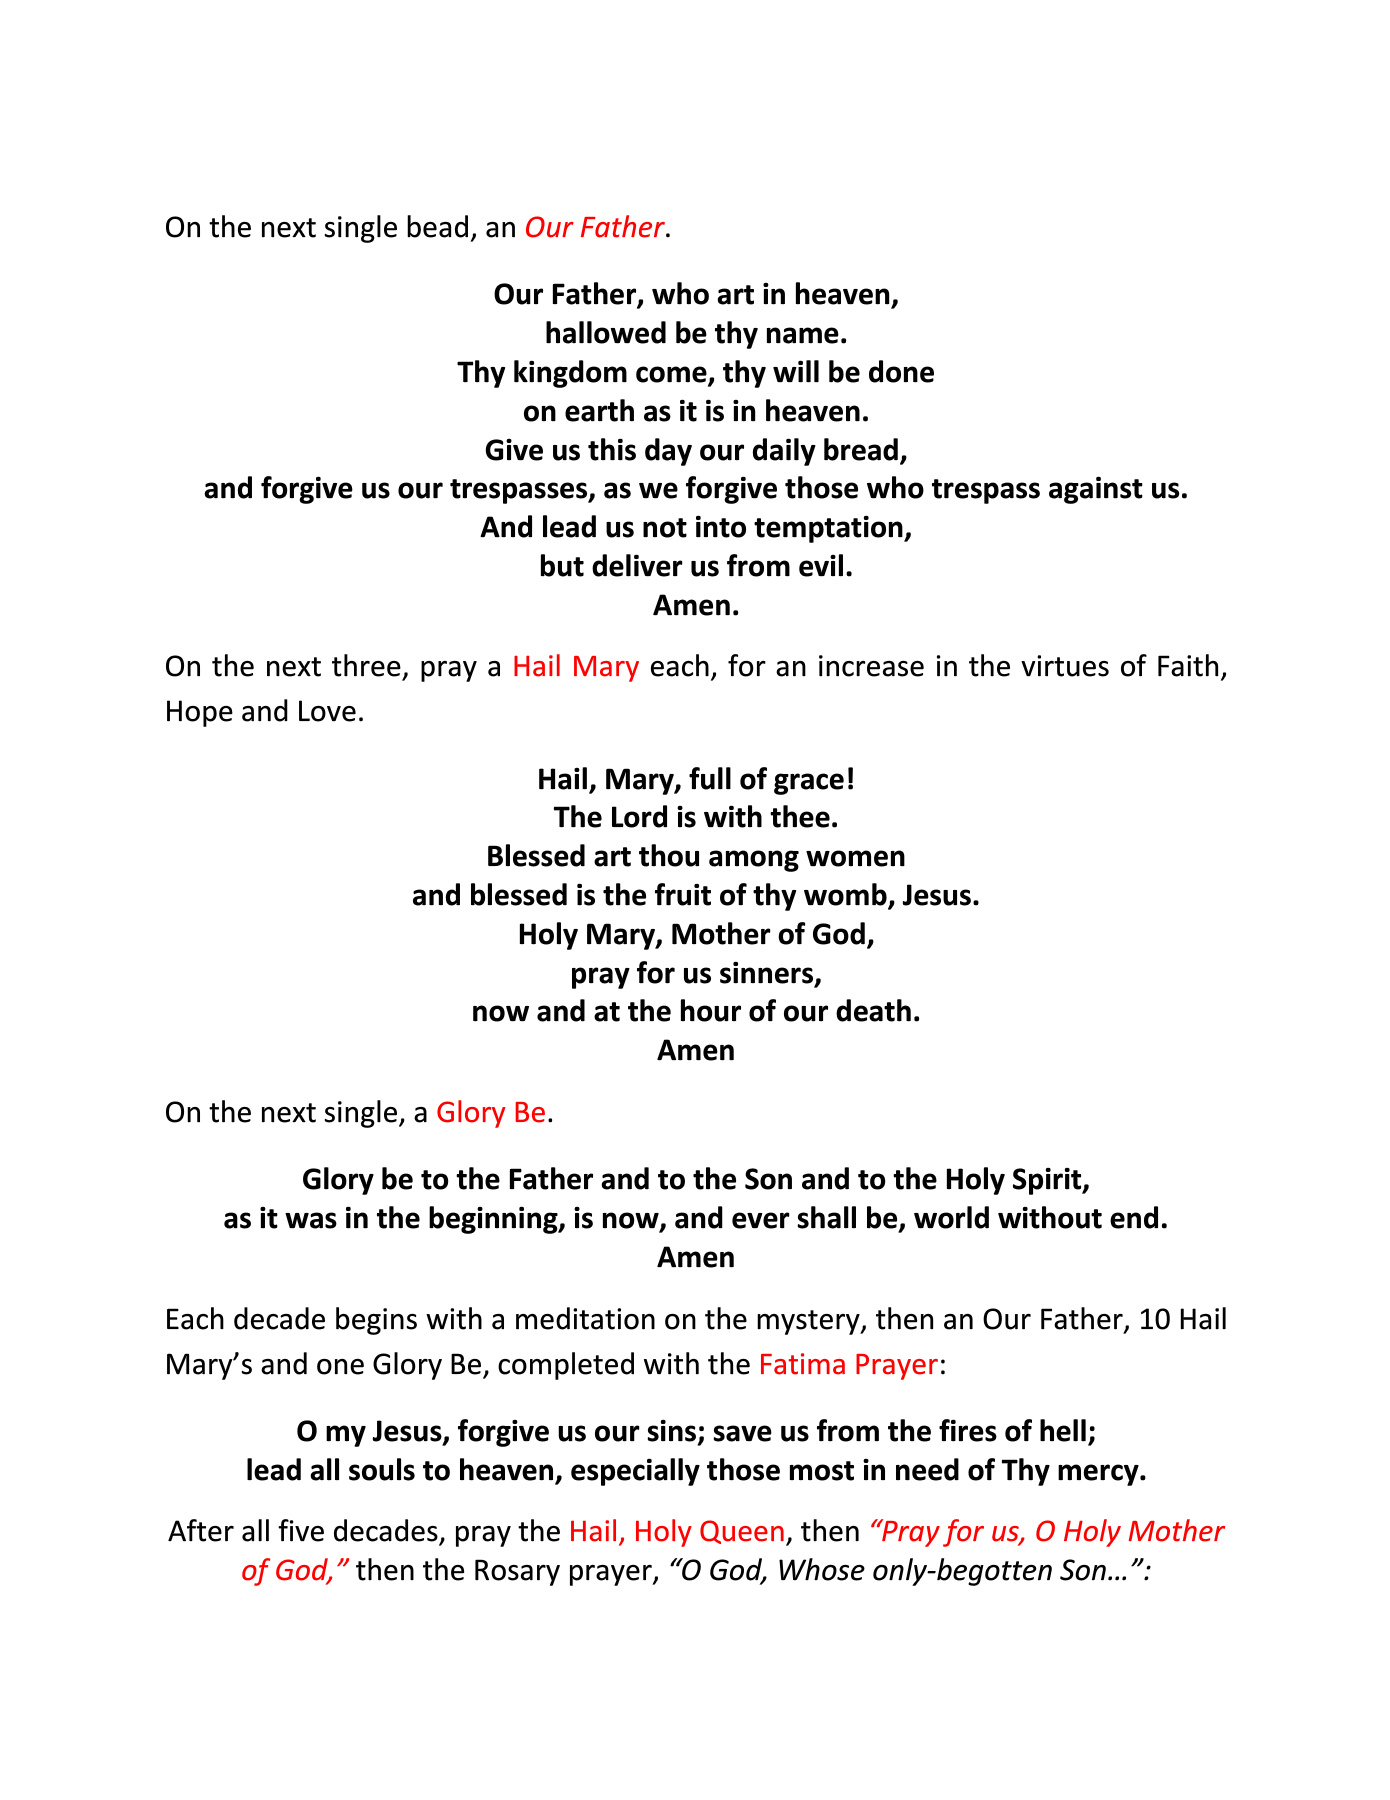 On the next single bead, an Our Father.
Our Father, who art in heaven,
hallowed be thy name.
Thy kingdom come, thy will be done
on earth as it is in heaven.
Give us this day our daily bread,
and forgive us our trespasses, as we forgive those who trespass against us.
And lead us not into temptation,
but deliver us from evil.
Amen.
On the next three, pray a Hail Mary each, for an increase in the virtues of Faith,
Hope and Love.
Hail, Mary, full of grace!
The Lord is with thee.
Blessed art thou among women
and blessed is the fruit of thy womb, Jesus.
Holy Mary, Mother of God,
pray for us sinners,
now and at the hour of our death.
Amen
On the next single, a Glory Be.
Glory be to the Father and to the Son and to the Holy Spirit,
as it was in the beginning, is now, and ever shall be, world without end.
Amen
Each decade begins with a meditation on the mystery, then an Our Father, 10 Hail
Mary’s and one Glory Be, completed with the Fatima Prayer:
O my Jesus, forgive us our sins; save us from the fires of hell;
lead all souls to heaven, especially those most in need of Thy mercy.
After all five decades, pray the Hail, Holy Queen, then “Pray for us, O Holy Mother
of God,” then the Rosary prayer, “O God, Whose only-begotten Son…”: